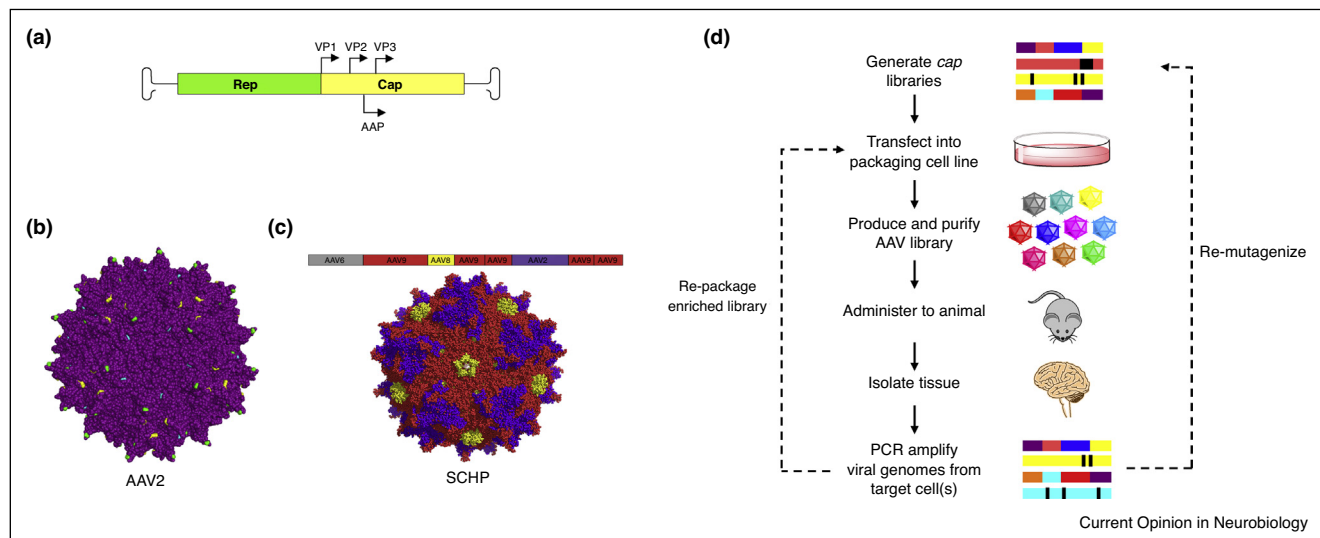 (a)
VP1 VP2 VP3
Rep Cap
AAP
(b)
AAV2
(c)
AAV6 AAV9 AAV8 AAV9 AAV9 AAV2 AAV9 AAV9
SCHP
(d)
Generate cap
libraries
Transfect into
packaging cell line
Produce and purify
AAV library
Administer to animal
Isolate tissue
PCR amplify
viral genomes from
target cell(s)
Re-package
enriched library
Re-mutagenize
Current Opinion in Neurobiology